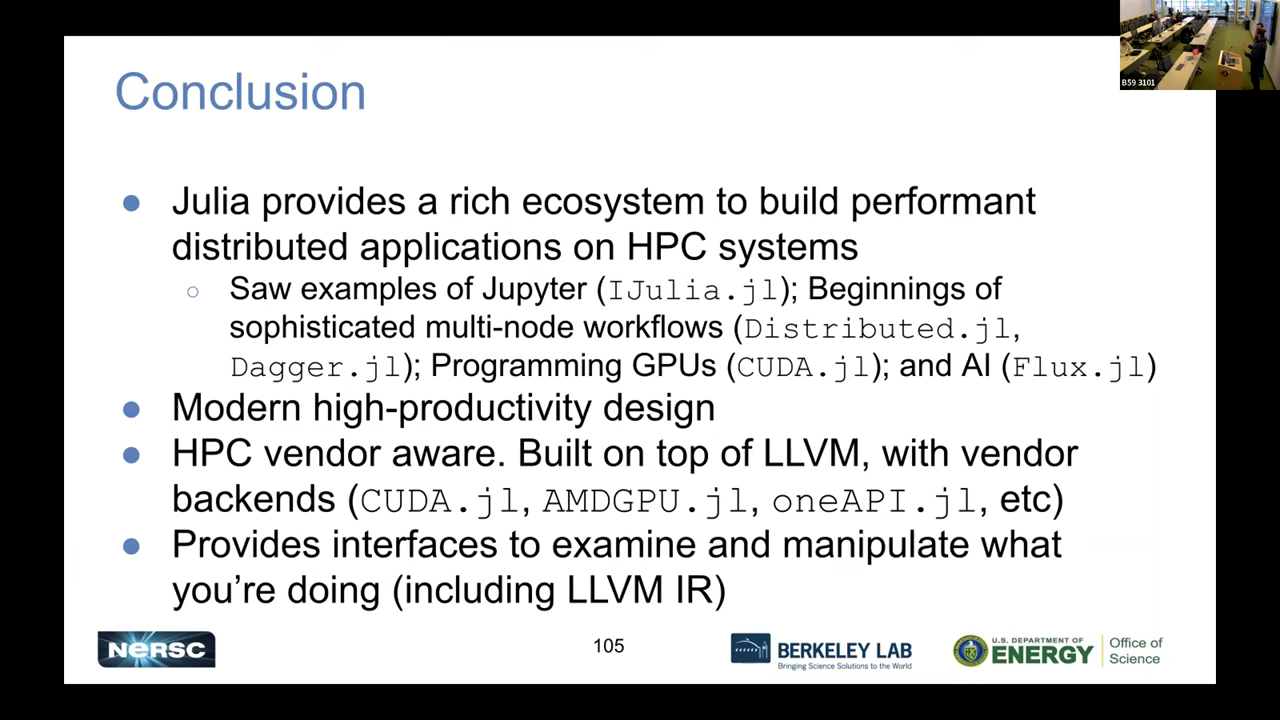 B59 3101
Conclusion
● Julia provides a rich ecosystem to build performant
distributed applications on HPC systems
○ Saw examples of Jupyter (IJulia.jl); Beginnings of
sophisticated multi-node workflows (Distributed.jl,
Dagger.jl); Programming GPUs (CUDA.jl); and AI (Flux.jl)
● Modern high-productivity design
● HPC vendor aware. Built on top of LLVM, with vendor
backends (CUDA.jl, AMDGPU.jl, oneAPI.jl, etc)
● Provides interfaces to examine and manipulate what
you're doing (including LLVM IR)
NERSC
105
BERKELEY LAB
Bringing Science Solutions to the World
U.S. DEPARTMENT OF
ENERGY
Office of
Science